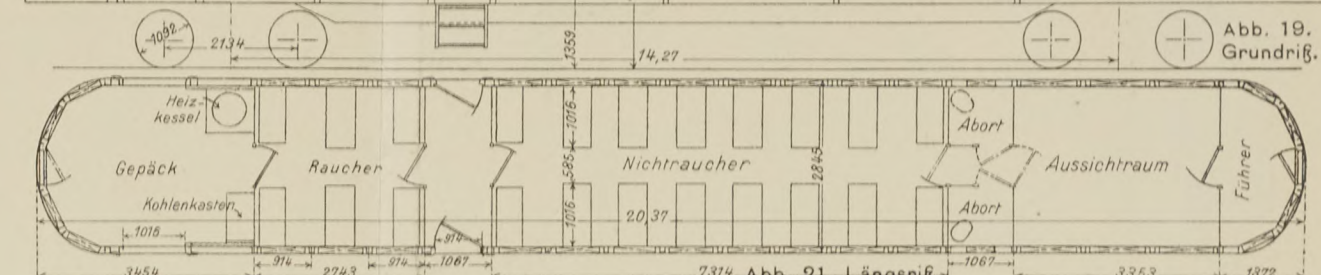 1092
2134
1359
14,27
Abb. 19.
Grundriß.
Heiz-
kessel
1016
Abort
Gepäck
Raucher
585
Nichtraucher
2845
Aussichtraum
Führer
Kohlenkasten
1016
20,37
Abort
1016
914
3454
914
2743
914
1067
7314
Abb. 21. Längsriß
1067
3353